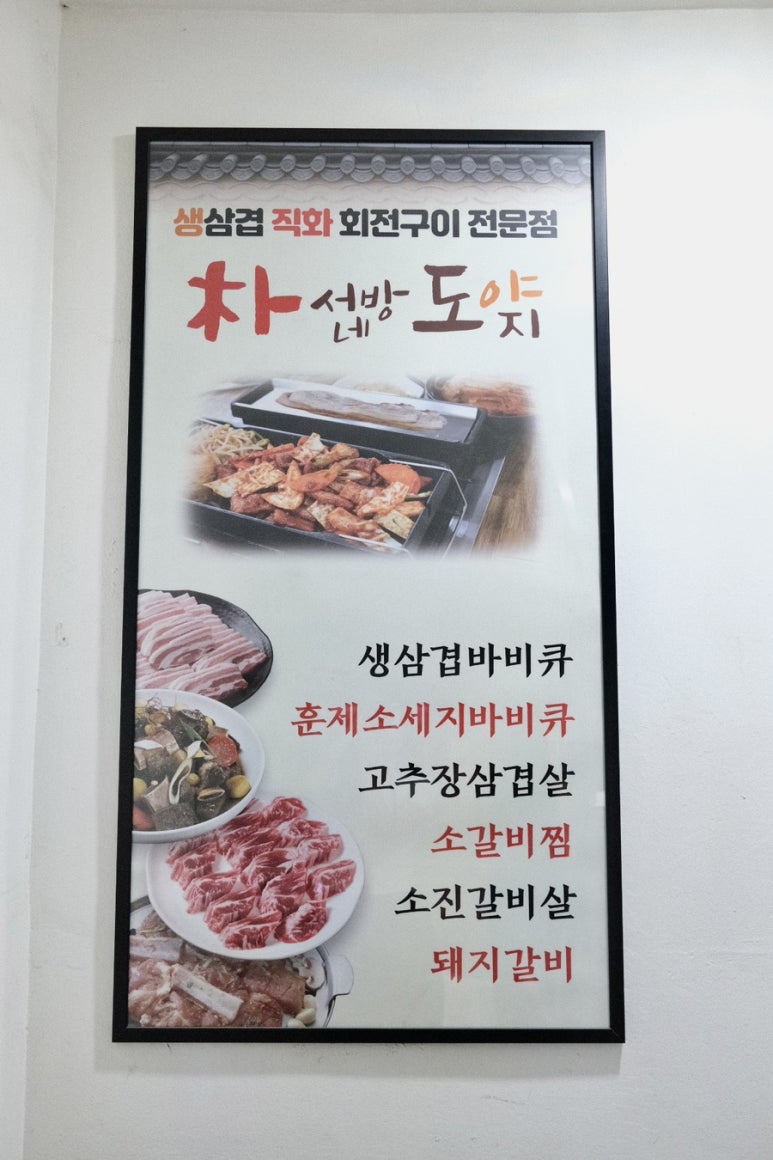 생삼겹 직화 회전구이 전문점
차서방네 도야지
생삼겹바비큐
훈제소세지바비큐
고추장삼겹살
소갈비찜
소진갈비살
돼지갈비